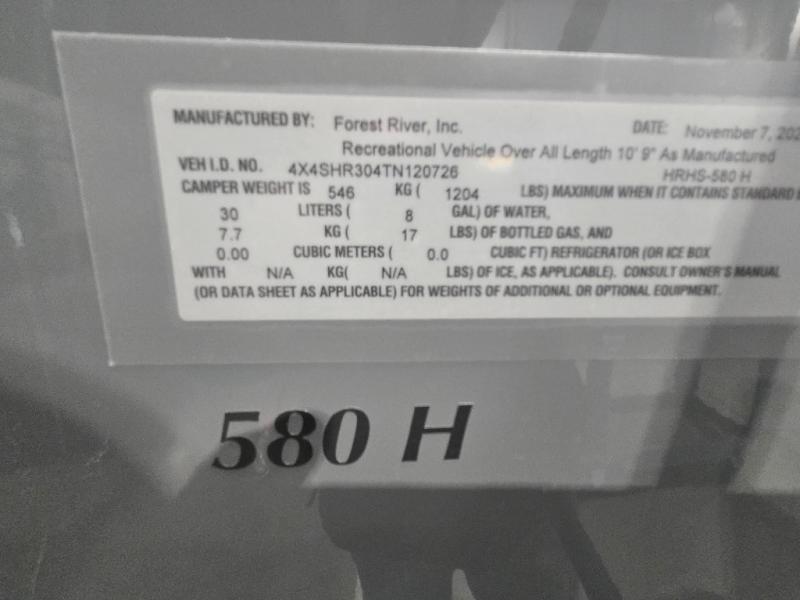 MANUFACTURED BY: Forest River, Inc. DATE: November 7, 202
Recreational Vehicle Over All Length 10' 9" As Manufactured
VEH I.D. NO. 4X4SHR304TN120726 HRHS-580 H
CAMPER WEIGHT IS 546 KG ( 1204 LBS) MAXIMUM WHEN IT CONTAINS STANDARD
30 LITERS ( 8 GAL) OF WATER,
7.7 KG ( 17 LBS) OF BOTTLED GAS, AND
0.00 CUBIC METERS ( 0.0 CUBIC FT) REFRIGERATOR (OR ICE BOX
WITH N/A KG( N/A LBS) OF ICE, AS APPLICABLE). CONSULT OWNER'S MANUAL
(OR DATA SHEET AS APPLICABLE) FOR WEIGHTS OF ADDITIONAL OR OPTIONAL EQUIPMENT.
580 H